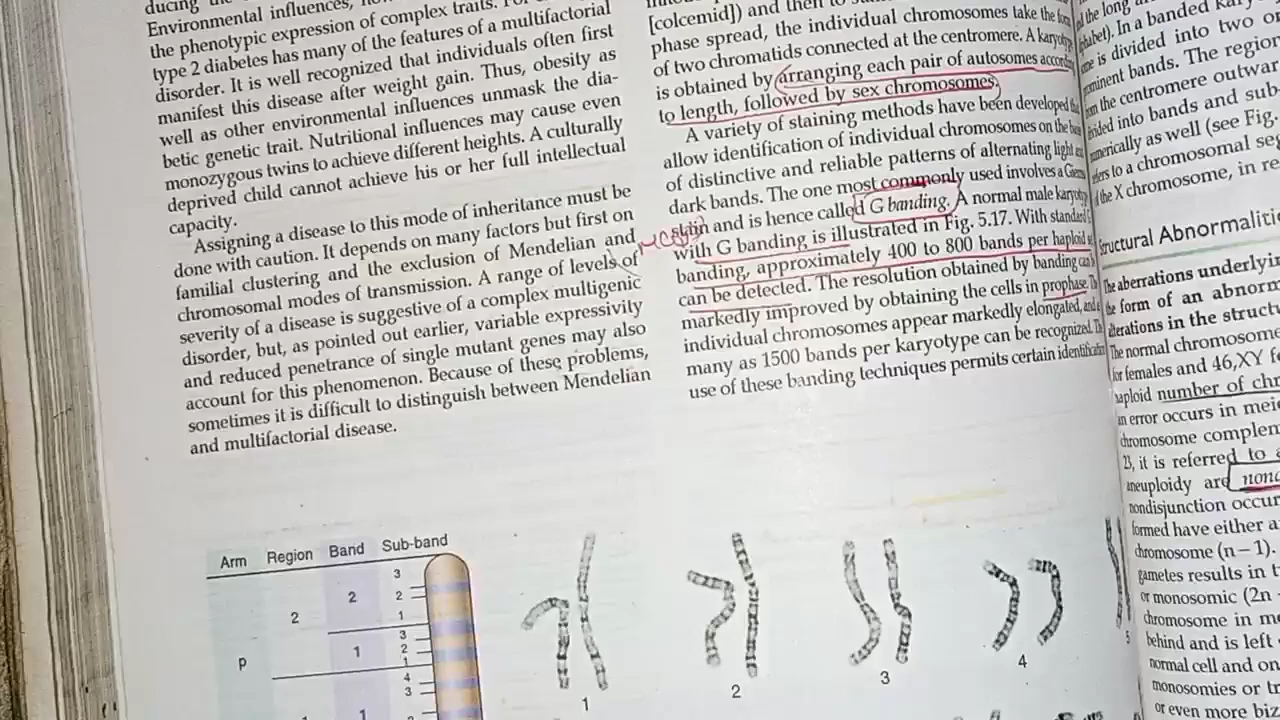 ducing the
Environmental influences,
the phenotypic expression of complex traits. For
type 2 diabetes has many of the features of a multifactorial
disorder. It is well recognized that individuals often first
manifest this disease after weight gain. Thus, obesity as
well as other environmental influences unmask the dia-
betic genetic trait. Nutritional influences may cause even
monozygous twins to achieve different heights. A culturally
deprived child cannot achieve his or her full intellectual
capacity.
Assigning a disease to this mode of inheritance must be
done with caution. It depends on many factors but first on
familial clustering and the exclusion of Mendelian and
chromosomal modes of transmission. A range of levels of
severity of a disease is suggestive of a complex multigenic
disorder, but, as pointed out earlier, variable expressivity
and reduced penetrance of single mutant genes may also
account for this phenomenon. Because of these problems,
sometimes it is difficult to distinguish between Mendelian
and multifactorial disease.
[colcemid]) and then to
phase spread, the individual chromosomes take the form
of two chromatids connected at the centromere. A karyotype
is obtained by arranging each pair of autosomes according
to length, followed by sex chromosomes.
A variety of staining methods have been developed
allow identification of individual chromosomes on the
of distinctive and reliable patterns of alternating light
dark bands. The one most commonly used involves a Giemsa
stain and is hence called G banding. A normal male karyotype
with G banding is illustrated in Fig. 5.17. With standard
banding, approximately 400 to 800 bands per haploid
can be detected. The resolution obtained by banding can
markedly improved by obtaining the cells in prophase.
individual chromosomes appear markedly elongated, and
many as 1500 bands per karyotype can be recognized.
use of these banding techniques permits certain identification
the long
In a banded
is divided into two or
bands. The region
the centromere outwar
into bands and sub-
as well (see Fig.
to a chromosomal seg
the X chromosome, in re
Structural Abnormaliti
The aberrations underlyin
the form of an abnorm
alterations in the structu
The normal chromosome
for females and 46,XY f
haploid number of chr
an error occurs in mei
chromosome complem
23, it is referred to a
aneuploidy are nond
nondisjunction occur
formed have either a
chromosome (n−1).
gametes results in t
or monosomic (2n
chromosome in me
behind and is left
normal cell and on
monosomies or tr
or even more biz
Arm Region Band Sub-band
3
2 2
2 1
3
p 1 2
1
4
3
1
1 2 3 4 5